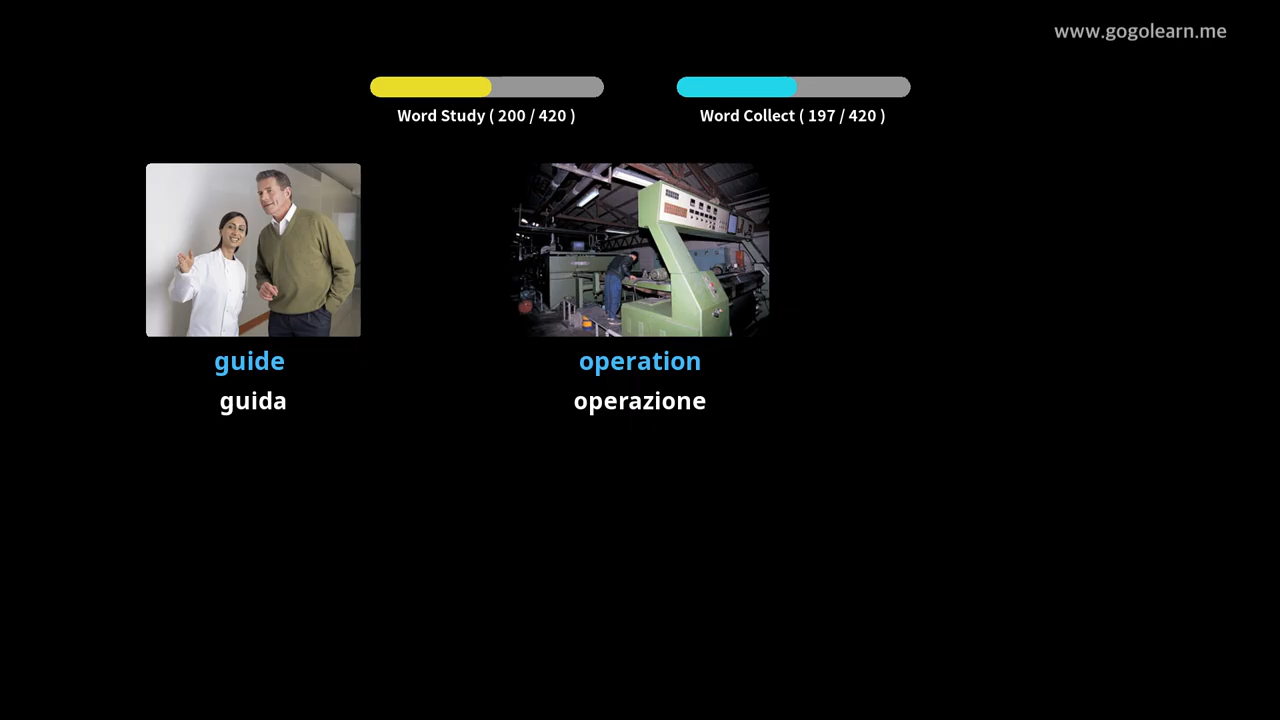 www.gogolearn.me
Word Study ( 200 / 420 )
Word Collect ( 197 / 420 )
guide
operation
guida
operazione